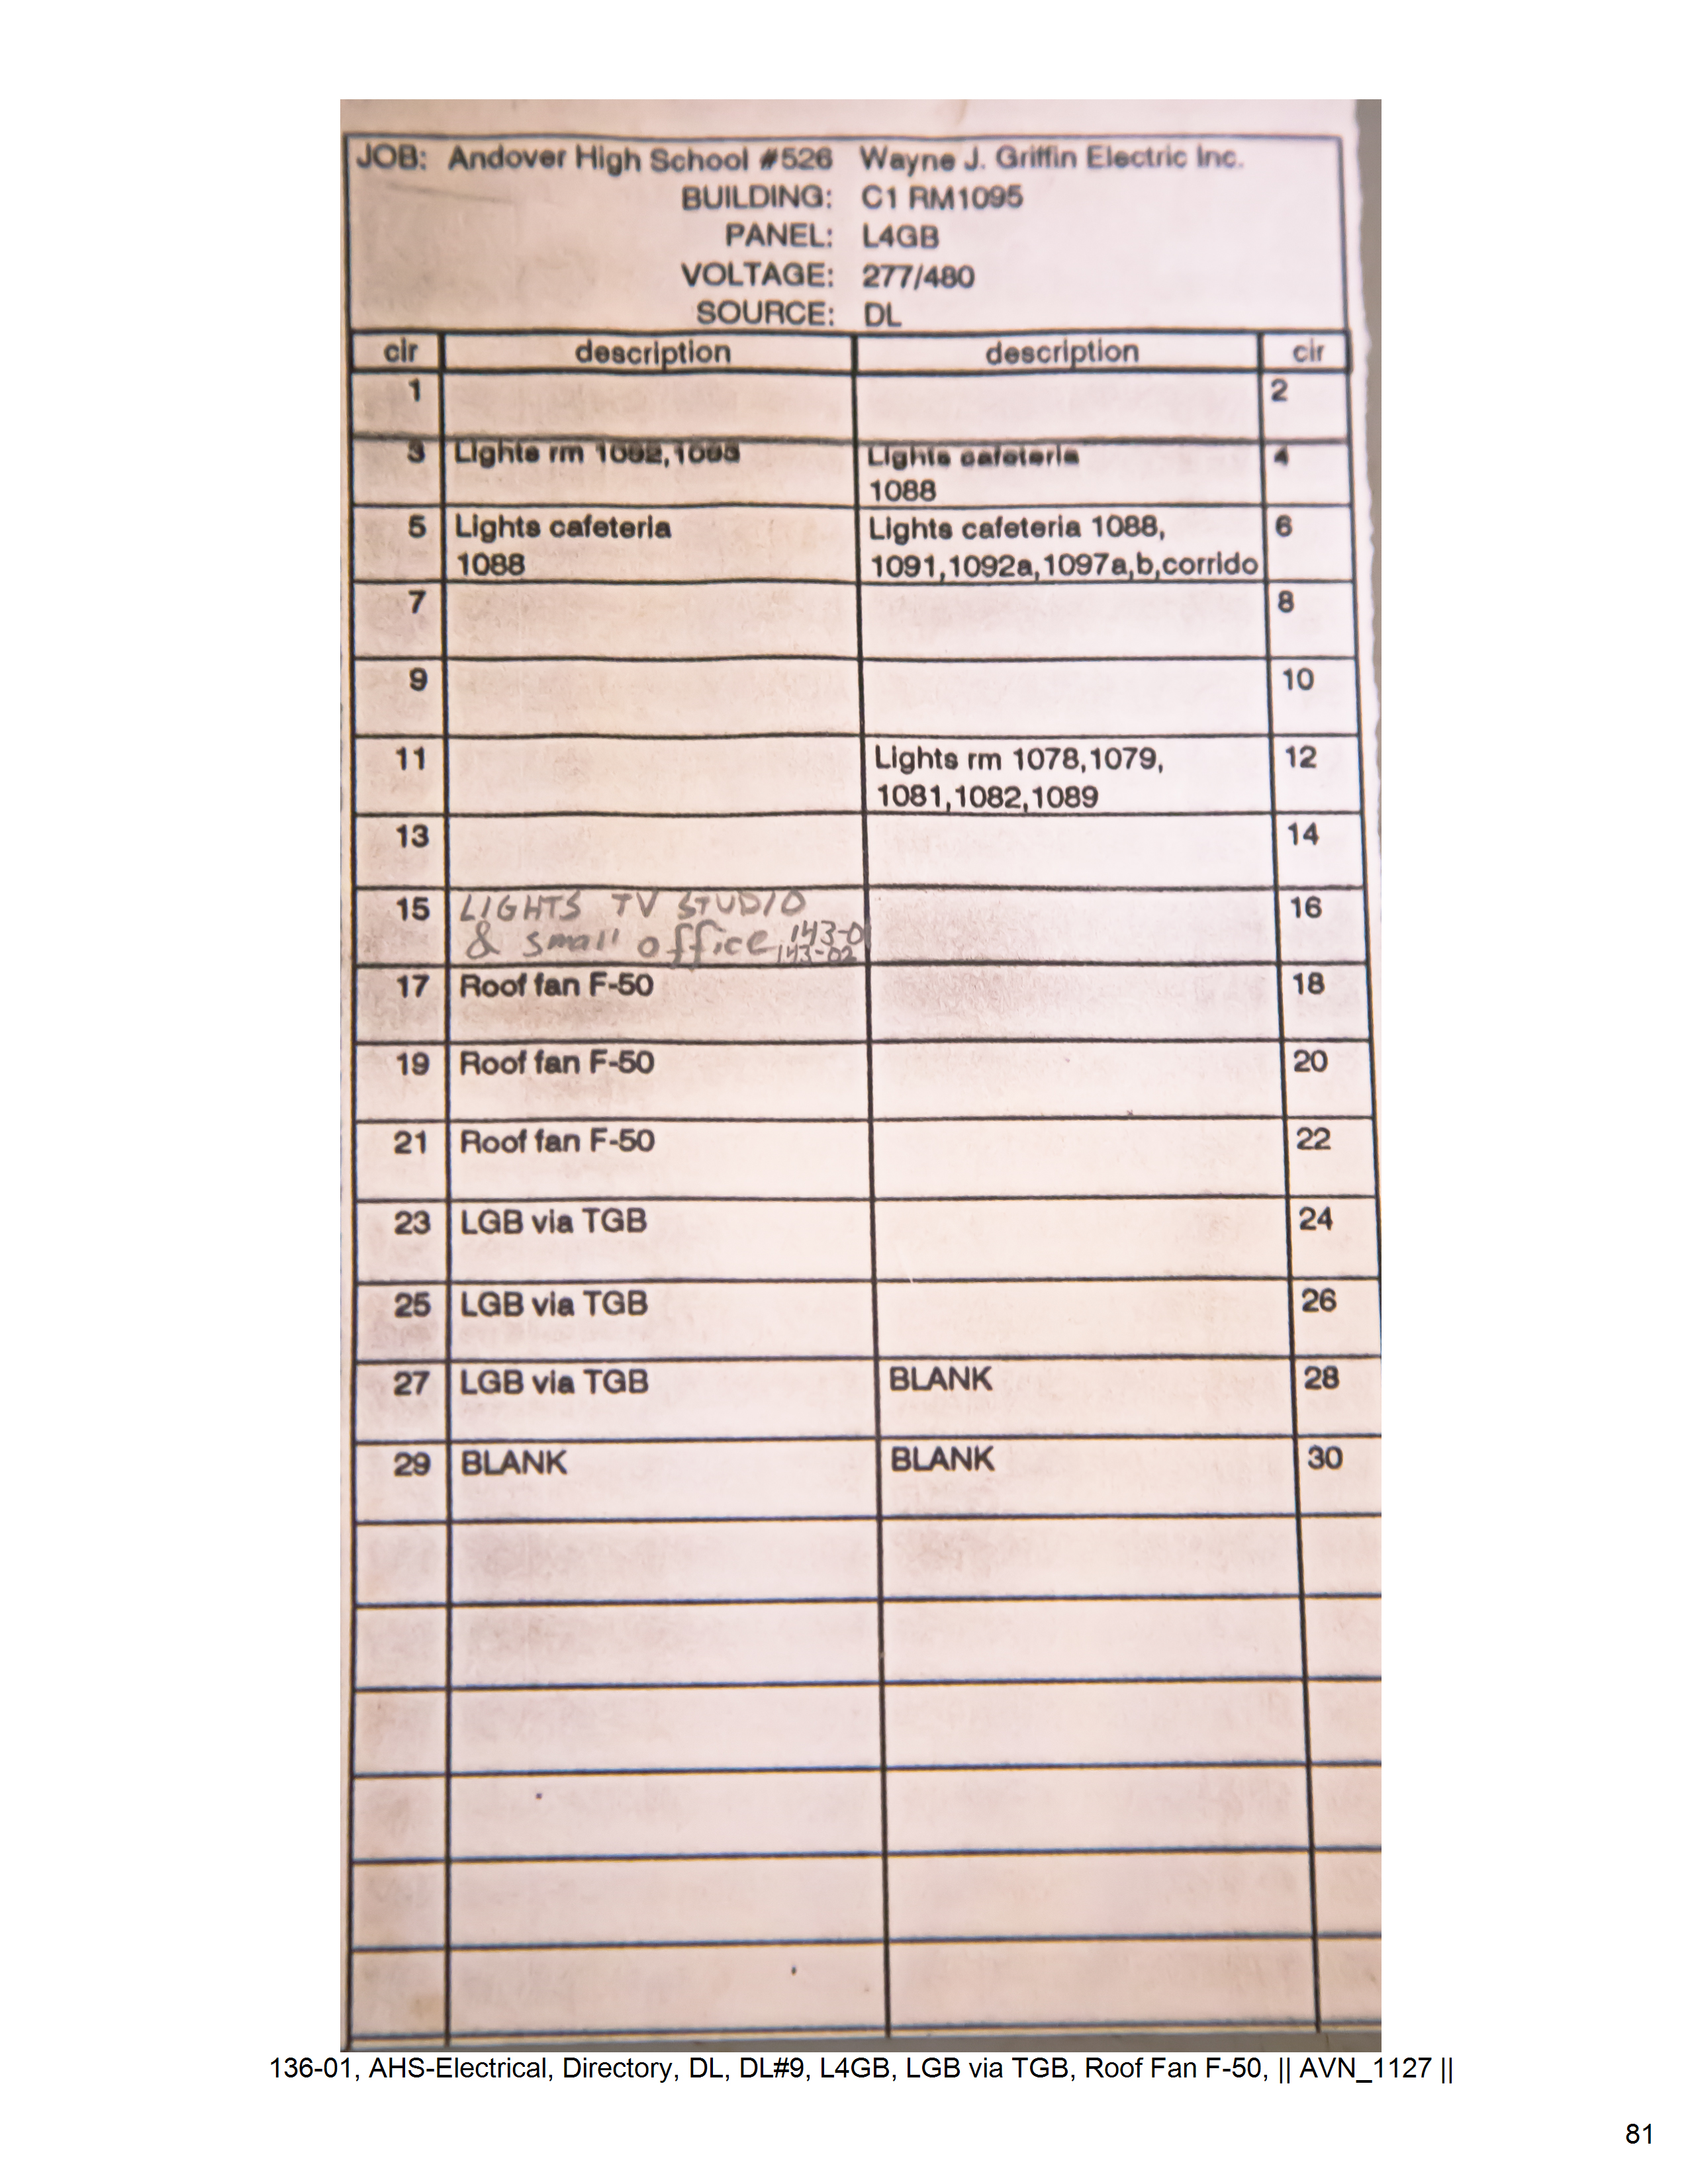 JOB: Andover High School #526 Wayne J. Griffin Electric Inc.
BUILDING: C1 RM1095
PANEL: L4GB
VOLTAGE: 277/480
SOURCE: DL
cir description description cir
1 2
3 Lights rm 1092, Lights cafeteria 4
1088
5 Lights cafeteria Lights cafeteria 1088, 6
1088 1091,1092a,1097a,b,corrido
7 8
9 10
11 Lights rm 1078,1079, 12
1081,1082,1089
13 14
15 LIGHTS TV STUDIO 16
& small office 143-0
143-02
17 Roof fan F-50 18
19 Roof fan F-50 20
21 Roof fan F-50 22
23 LGB via TGB 24
25 LGB via TGB 26
27 LGB via TGB BLANK 28
29 BLANK BLANK 30
136-01, AHS-Electrical, Directory, DL, DL#9, L4GB, LGB via TGB, Roof Fan F-50, || AVN_1127 ||
81